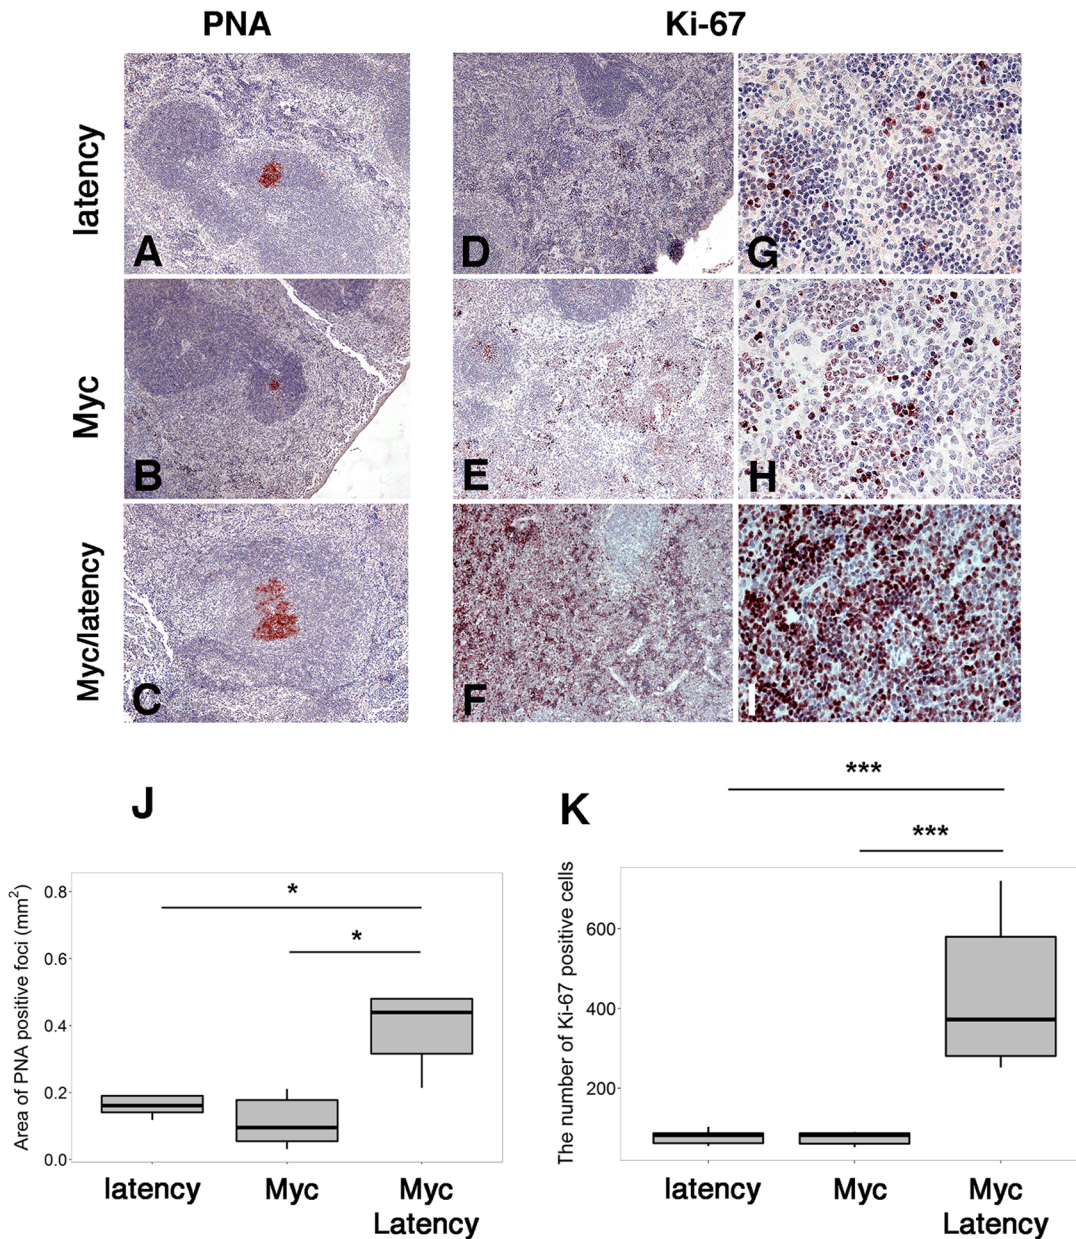 PNA
Ki-67
latency
A
D
G
Myc
B
E
H
Myc/latency
C
F
I
J
K
***
***
Area of PNA positive foci (mm²)
0.8
0.6
0.4
0.2
0.0
*
*
latency
Myc
Myc
Latency
The number of Ki-67 positive cells
600
400
200
latency
Myc
Myc
Latency